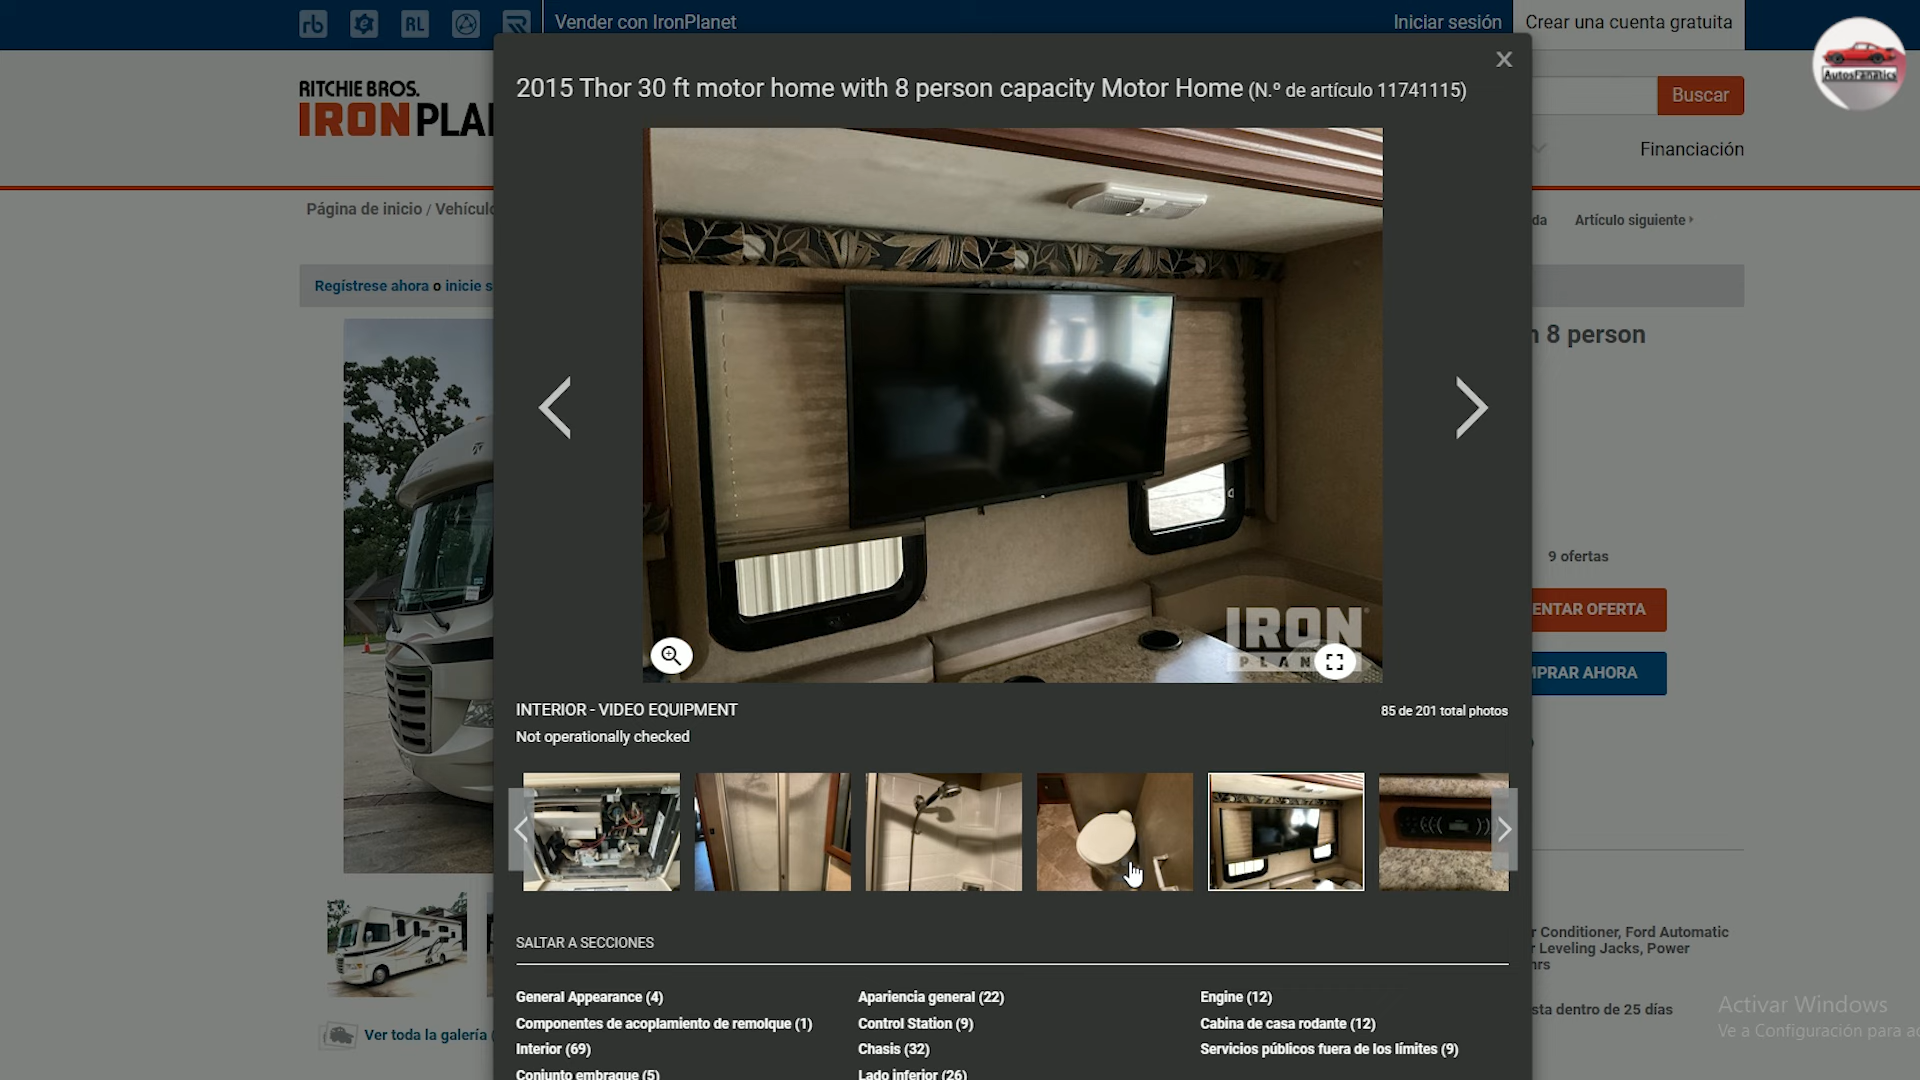 rb
RL
Vender con IronPlanet
Iniciar sesión
Crear una cuenta gratuita
AutosFanatics
2015 Thor 30 ft motor home with 8 person capacity Motor Home (N.º de artículo 11741115)
RITCHIE BROS.
IRONPLA
Buscar
Financiación
Página de inicio / Vehículo
da
Artículo siguiente
Regístrese ahora o inicie s
8 person
9 ofertas
ENTAR OFERTA
MPRAR AHORA
IRON
PLAN
INTERIOR - VIDEO EQUIPMENT
85 de 201 total photos
Not operationally checked
SALTAR A SECCIONES
r Conditioner, Ford Automatic
r Leveling Jacks, Power
hrs
General Appearance (4)
Apariencia general (22)
Engine (12)
sta dentro de 25 días
Activar Windows
Componentes de acoplamiento de remolque (1)
Control Station (9)
Cabina de casa rodante (12)
Ve a Configuración para ac
Ver toda la galería (
Interior (69)
Chasis (32)
Servicios públicos fuera de los límites (9)
Conjunto embrague (5)
Lado inferior (26)